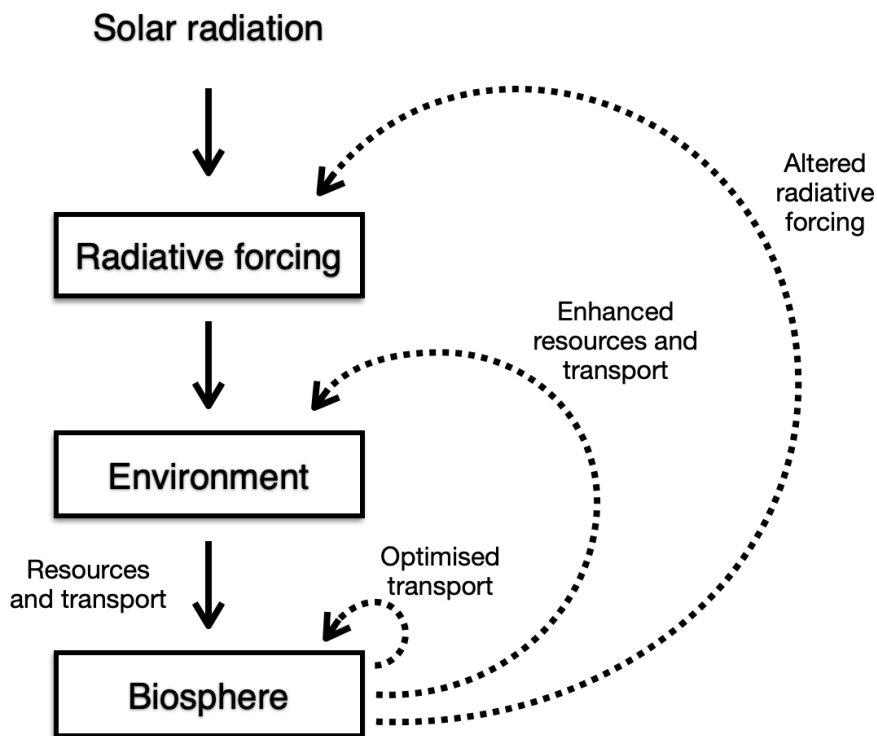 Solar radiation
Altered
radiative
forcing
Radiative forcing
Enhanced
resources and
transport
Environment
Resources
and transport
Optimised
transport
Biosphere